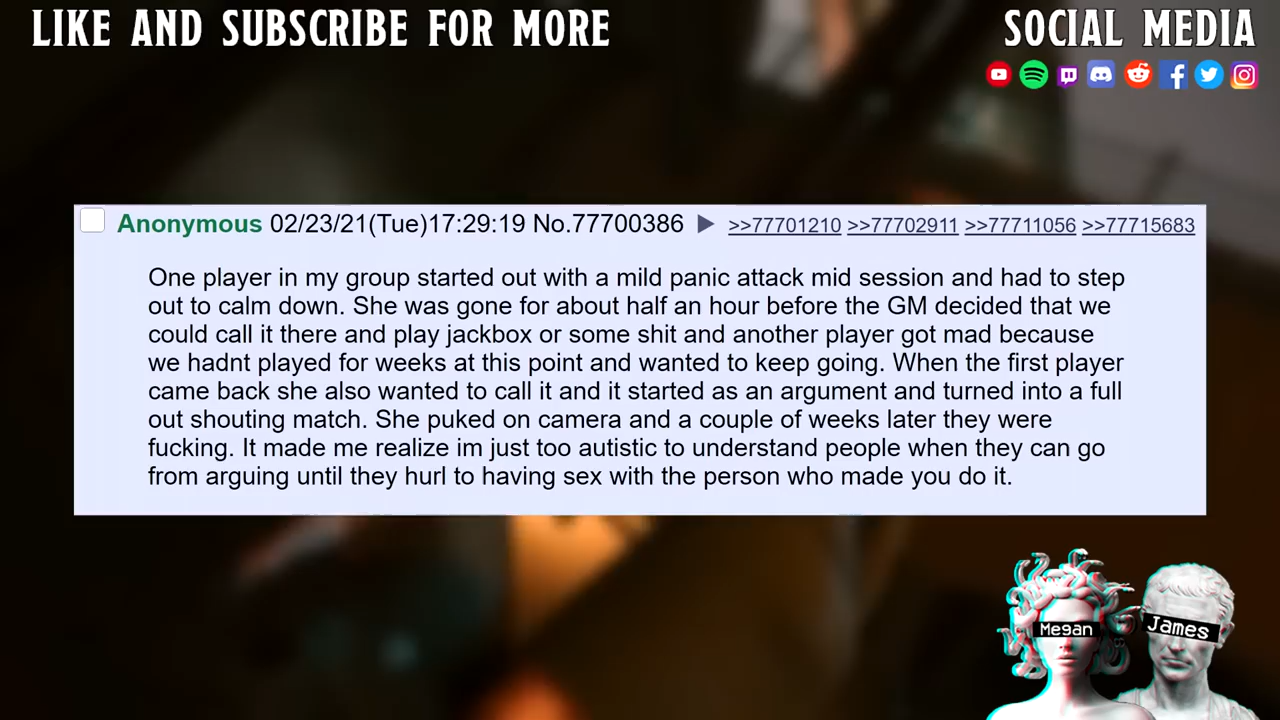 LIKE AND SUBSCRIBE FOR MORE
SOCIAL MEDIA
Anonymous 02/23/21(Tue)17:29:19 No.77700386 ▶ >>77701210 >>77702911 >>77711056 >>77715683
One player in my group started out with a mild panic attack mid session and had to step
out to calm down. She was gone for about half an hour before the GM decided that we
could call it there and play jackbox or some shit and another player got mad because
we hadnt played for weeks at this point and wanted to keep going. When the first player
came back she also wanted to call it and it started as an argument and turned into a full
out shouting match. She puked on camera and a couple of weeks later they were
fucking. It made me realize im just too autistic to understand people when they can go
from arguing until they hurl to having sex with the person who made you do it.
Megan
James